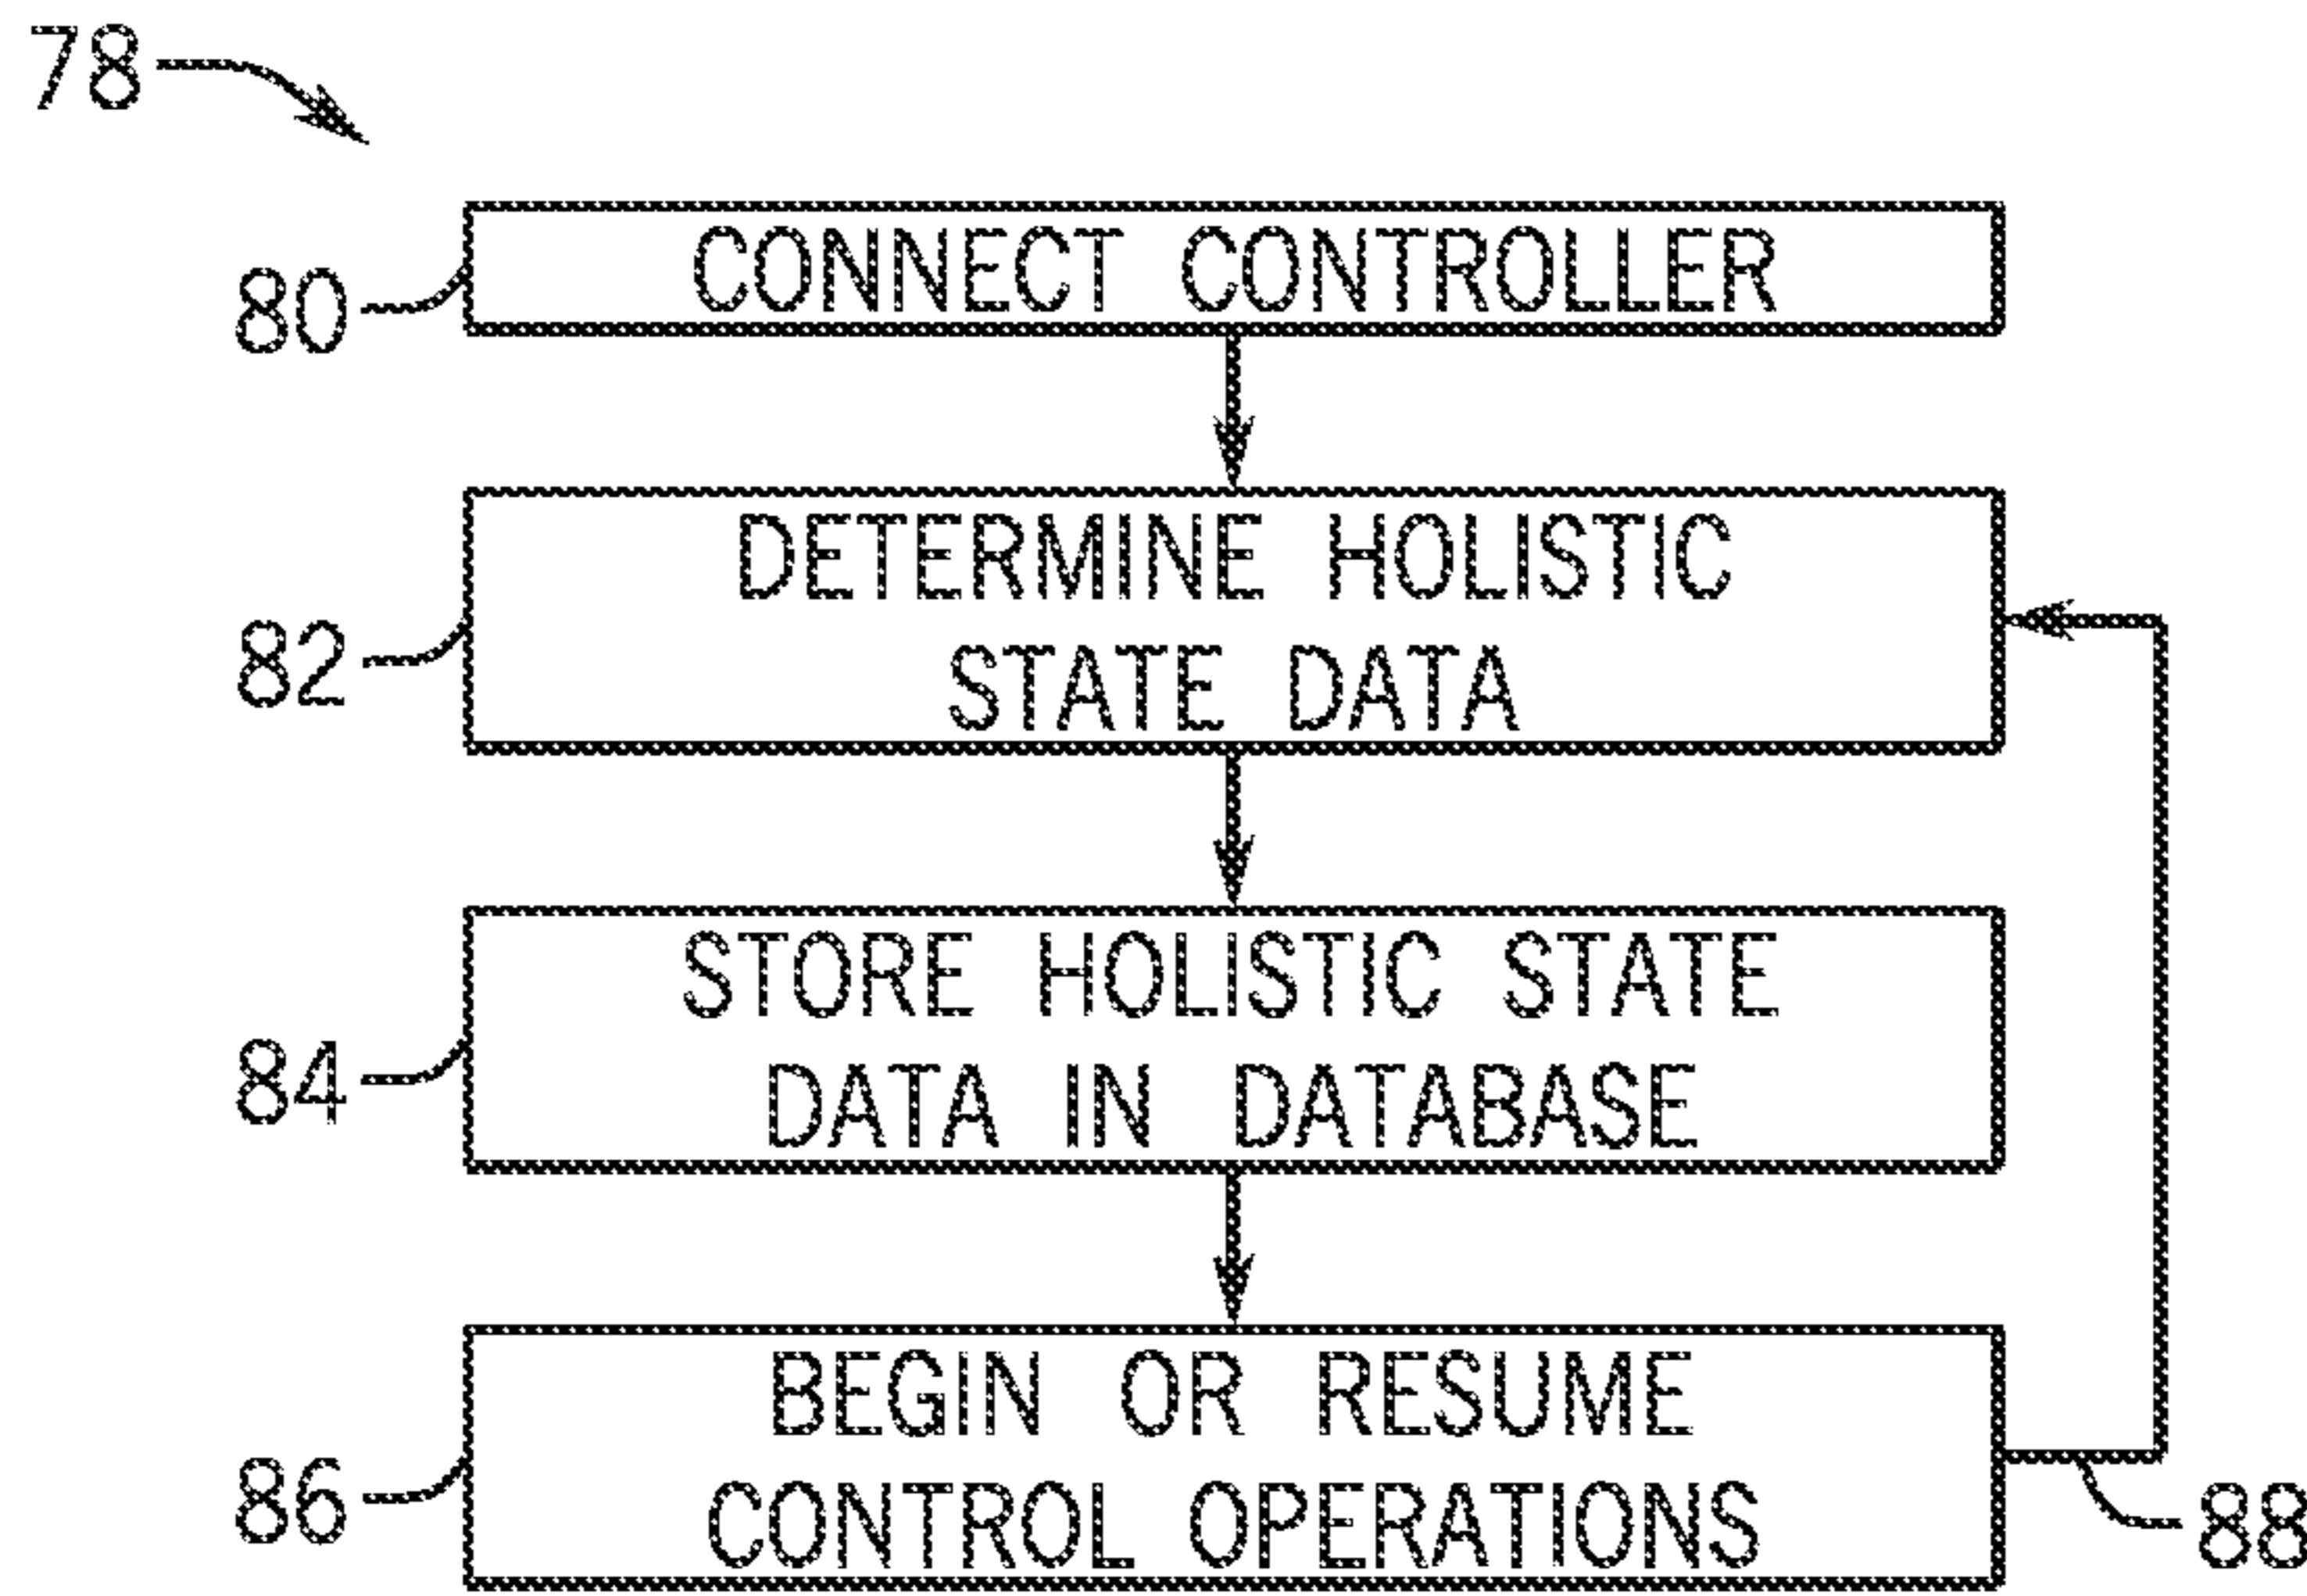 78
80
CONNECT CONTROLLER
82
DETERMINE HOLISTIC
STATE DATA
84
STORE HOLISTIC STATE
DATA IN DATABASE
86
BEGIN OR RESUME
CONTROL OPERATIONS
88